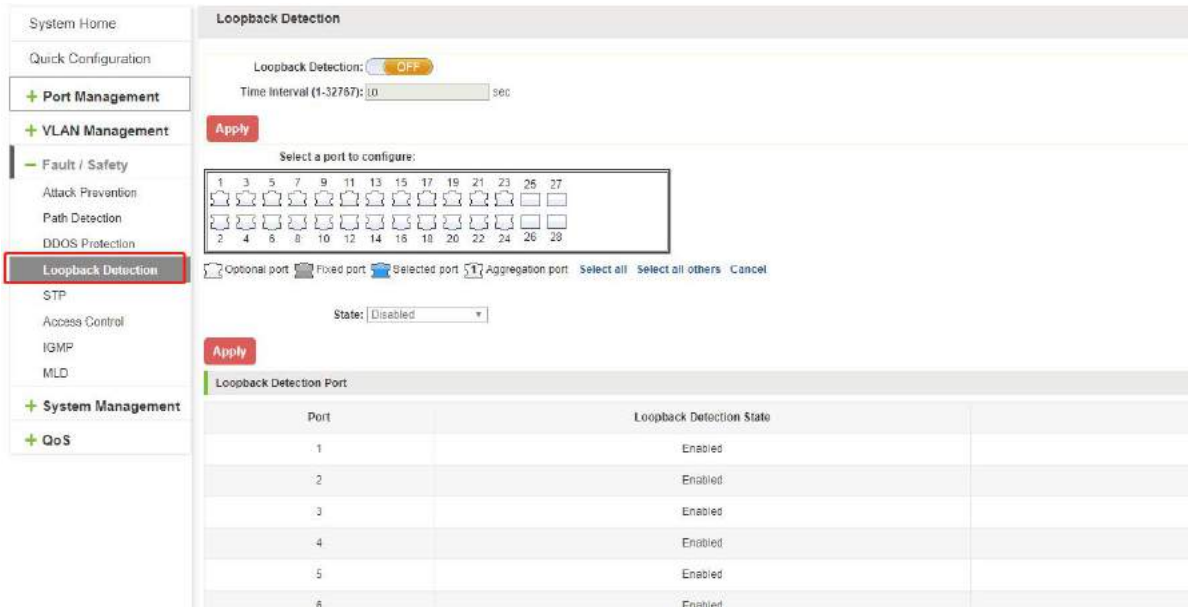 System Home
Quick Configuration
+ Port Management
+ VLAN Management
− Fault / Safety
Attack Prevention
Path Detection
DDOS Protection
Loopback Detection
STP
Access Control
IGMP
MLD
+ System Management
+ QoS
Loopback Detection
Loopback Detection: OFF
Time Interval (1-32767): 10 sec
Apply
Select a port to configure:
1 3 5 7 9 11 13 15 17 19 21 23 25 27
2 4 6 8 10 12 14 16 18 20 22 24 26 28
Optional port Fixed port Selected port 1 Aggregation port Select all Select all others Cancel
State: Disabled
Apply
Loopback Detection Port
Port Loopback Detection State
1 Enabled
2 Enabled
3 Enabled
4 Enabled
5 Enabled
6 Enabled